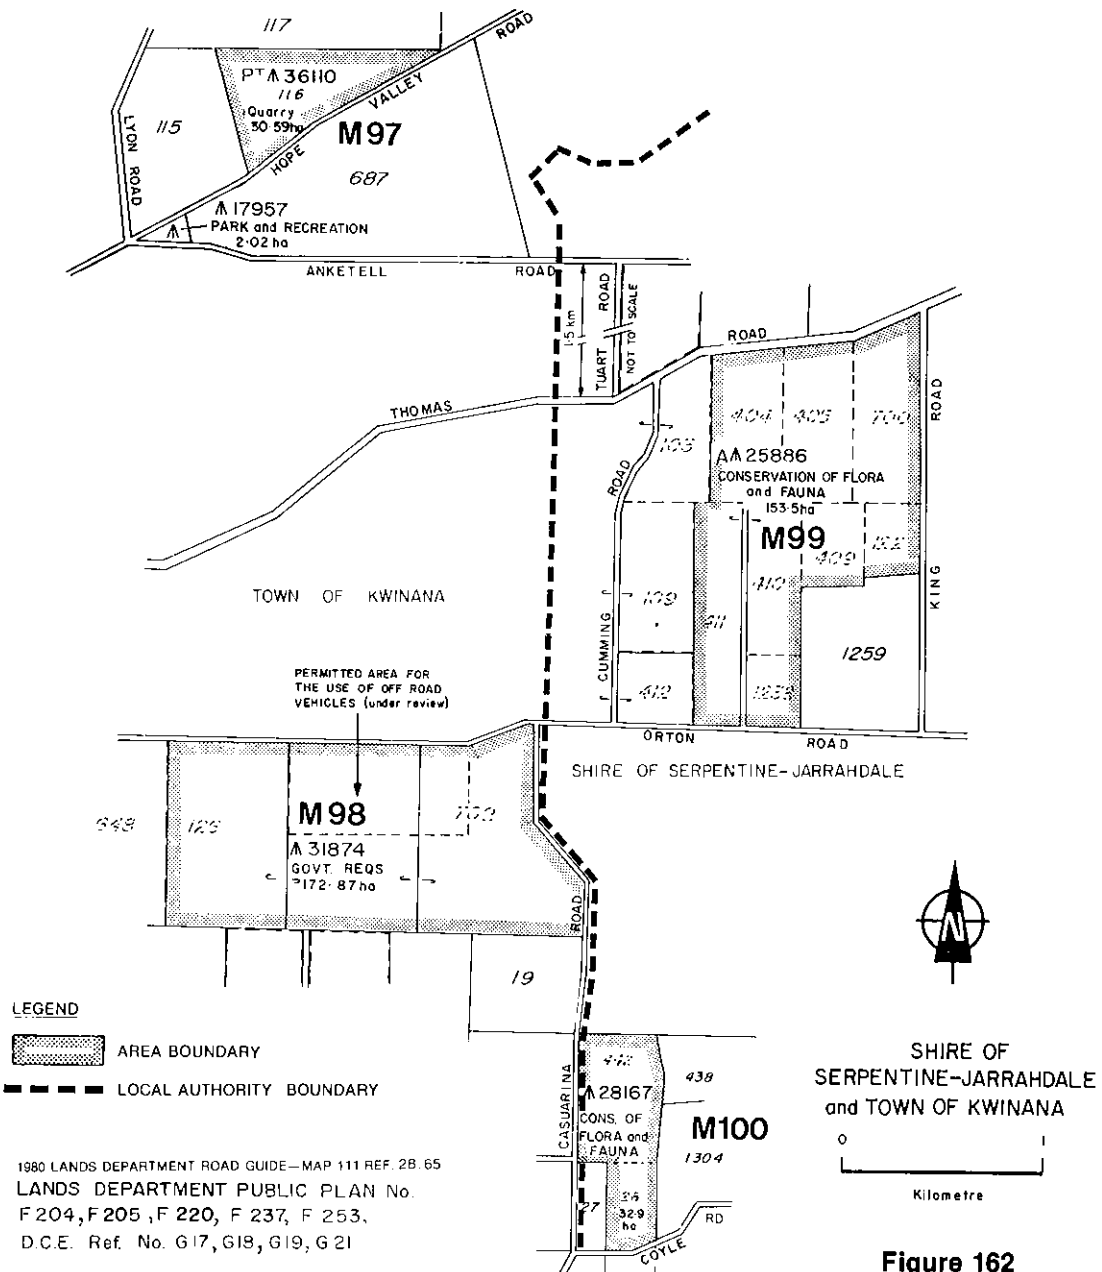 117
ROAD
PT 36110
116
Quarry
30·59ha
VALLEY
HOPE
M97
115
LYON ROAD
687
17957
PARK and RECREATION
2·02 ha
ANKETELL ROAD
1·5 km
TUART ROAD
NOT TO SCALE
THOMAS ROAD
404
405
700
103
A 25886
CONSERVATION OF FLORA
and FAUNA
153·5ha
M99
409
410
411
109
412
1259
CUMMING ROAD
KING ROAD
TOWN OF KWINANA
PERMITTED AREA FOR
THE USE OF OFF ROAD
VEHICLES (under review)
ORTON ROAD
SHIRE OF SERPENTINE-JARRAHDALE
M98
31874
GOVT. REQS
172·87ha
N
19
CASUARINA ROAD
LEGEND
AREA BOUNDARY
LOCAL AUTHORITY BOUNDARY
442
28167
CONS. OF
FLORA and
FAUNA
438
M100
1304
27
32·9
ha
COYLE RD
SHIRE OF
SERPENTINE-JARRAHDALE
and TOWN OF KWINANA
0 1
Kilometre
1980 LANDS DEPARTMENT ROAD GUIDE—MAP 111 REF. 28.65
LANDS DEPARTMENT PUBLIC PLAN No.
F 204, F 205, F 220, F 237, F 253,
D.C.E. Ref. No. G17, G18, G19, G 21
Figure 162